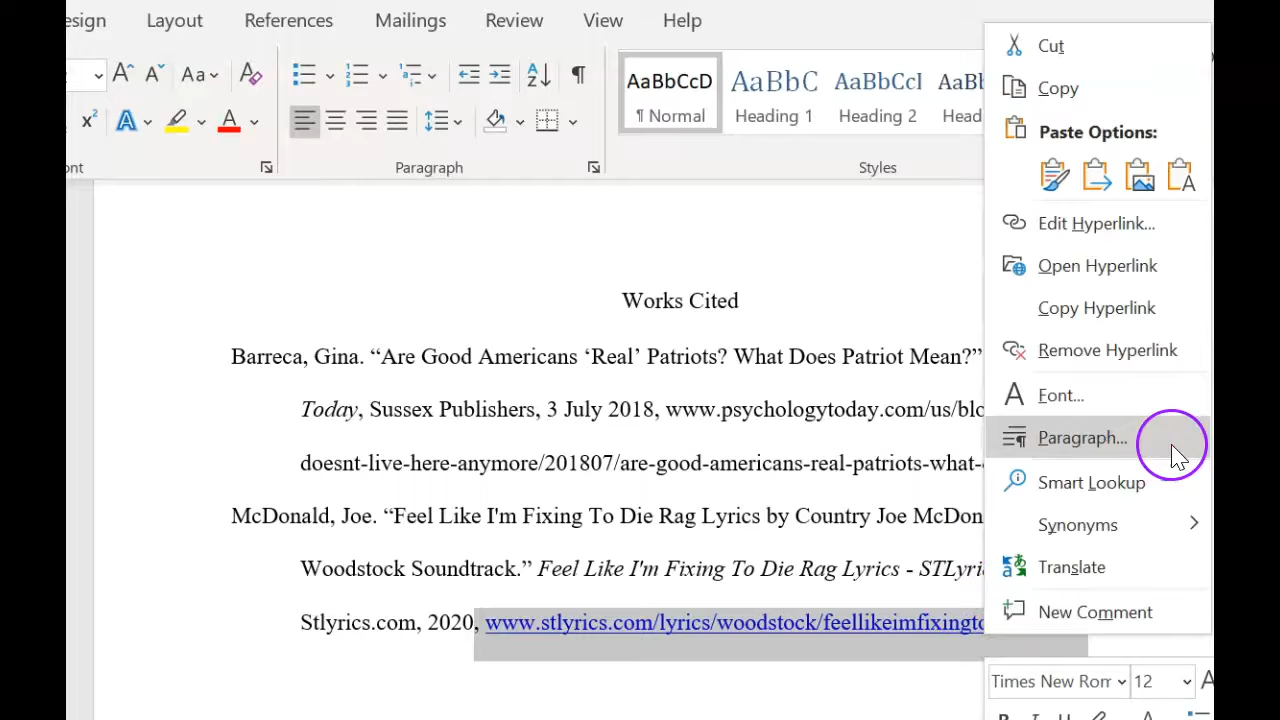 esign Layout References Mailings Review View Help
Aa
x² A A
AaBbCcD AaBbC AaBbCcI AaBb
¶ Normal Heading 1 Heading 2 Head
nt Paragraph Styles
Works Cited
Barreca, Gina. “Are Good Americans ‘Real’ Patriots? What Does Patriot Mean?”
Today, Sussex Publishers, 3 July 2018, www.psychologytoday.com/us/blo
doesnt-live-here-anymore/201807/are-good-americans-real-patriots-what-
McDonald, Joe. “Feel Like I'm Fixing To Die Rag Lyrics by Country Joe McDon
Woodstock Soundtrack.” Feel Like I'm Fixing To Die Rag Lyrics - STLyri
Stlyrics.com, 2020, www.stlyrics.com/lyrics/woodstock/feellikeimfixingto
Cut
Copy
Paste Options:
Edit Hyperlink...
Open Hyperlink
Copy Hyperlink
Remove Hyperlink
Font...
Paragraph...
Smart Lookup
Synonyms
Translate
New Comment
Times New Rom 12